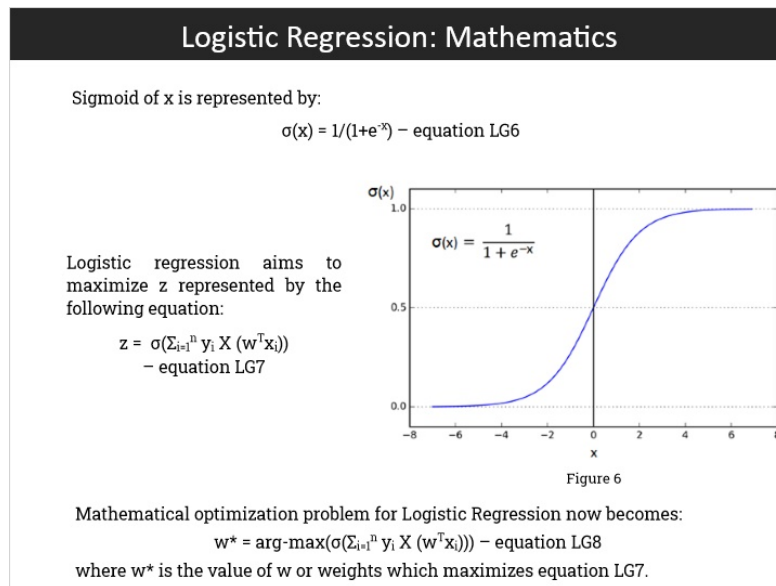 Logistic Regression: Mathematics
Sigmoid of x is represented by:
σ(x) = 1/(1+e⁻ˣ) – equation LG6
Logistic regression aims to
maximize z represented by the
following equation:
z = σ(Σᵢ₌₁ⁿ yᵢ X (wᵀxᵢ))
– equation LG7
σ(x)
1.0
σ(x) = 1 / (1 + e⁻ˣ)
0.5
0.0
−8 −6 −4 −2 0 2 4 6 8
x
Figure 6
Mathematical optimization problem for Logistic Regression now becomes:
w* = arg-max(σ(Σᵢ₌₁ⁿ yᵢ X (wᵀxᵢ))) – equation LG8
where w* is the value of w or weights which maximizes equation LG7.